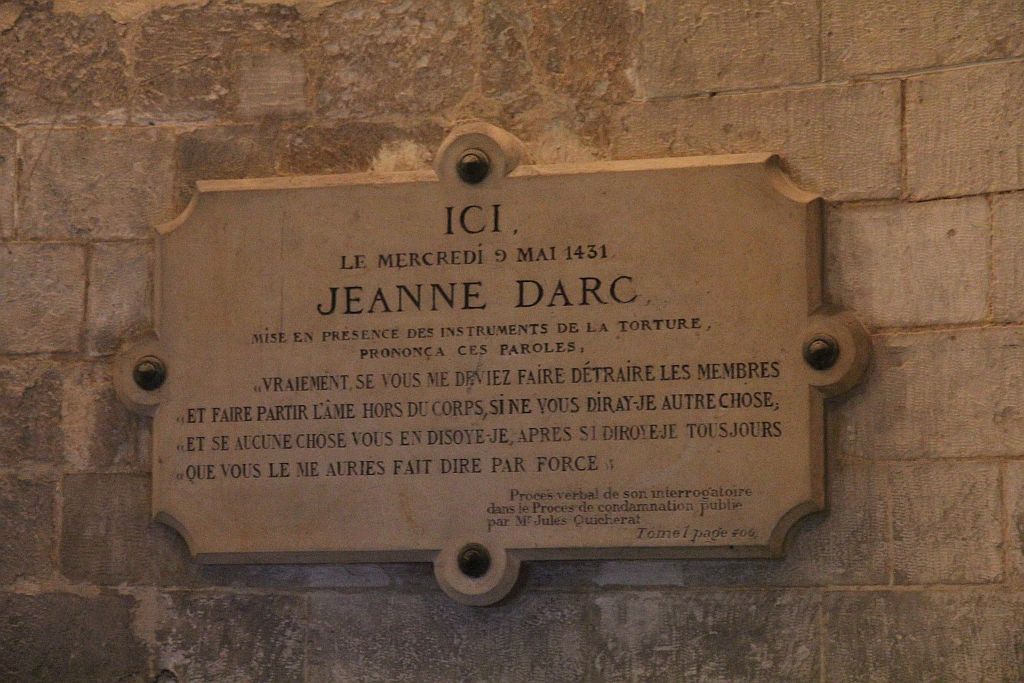 ICI,
LE MERCREDI 9 MAI 1431
JEANNE DARC,
MISE EN PRÉSENCE DES INSTRUMENTS DE LA TORTURE,
PRONONÇA CES PAROLES,
«VRAIEMENT, SE VOUS ME DEVIEZ FAIRE DÉTRAIRE LES MEMBRES
«ET FAIRE PARTIR L'ÂME HORS DU CORPS, SI NE VOUS DIRAY-JE AUTRE CHOSE;
«ET SE AUCUNE CHOSE VOUS EN DISOYE-JE, APRÈS SI DIROYE-JE TOUSJOURS
«QUE VOUS LE ME AURIES FAIT DIRE PAR FORCE»
Procès verbal de son interrogatoire
dans le Procès de condamnation publié
par Mr Jules Quicherat
Tome I page 400.